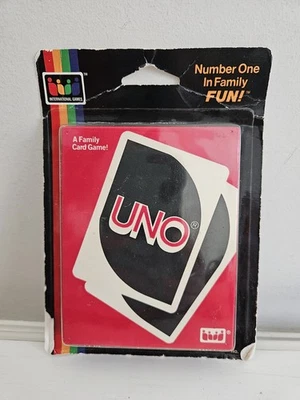 INTERNATIONAL GAMES
Number One
In Family
FUN!
A Family
Card Game!
UNO®